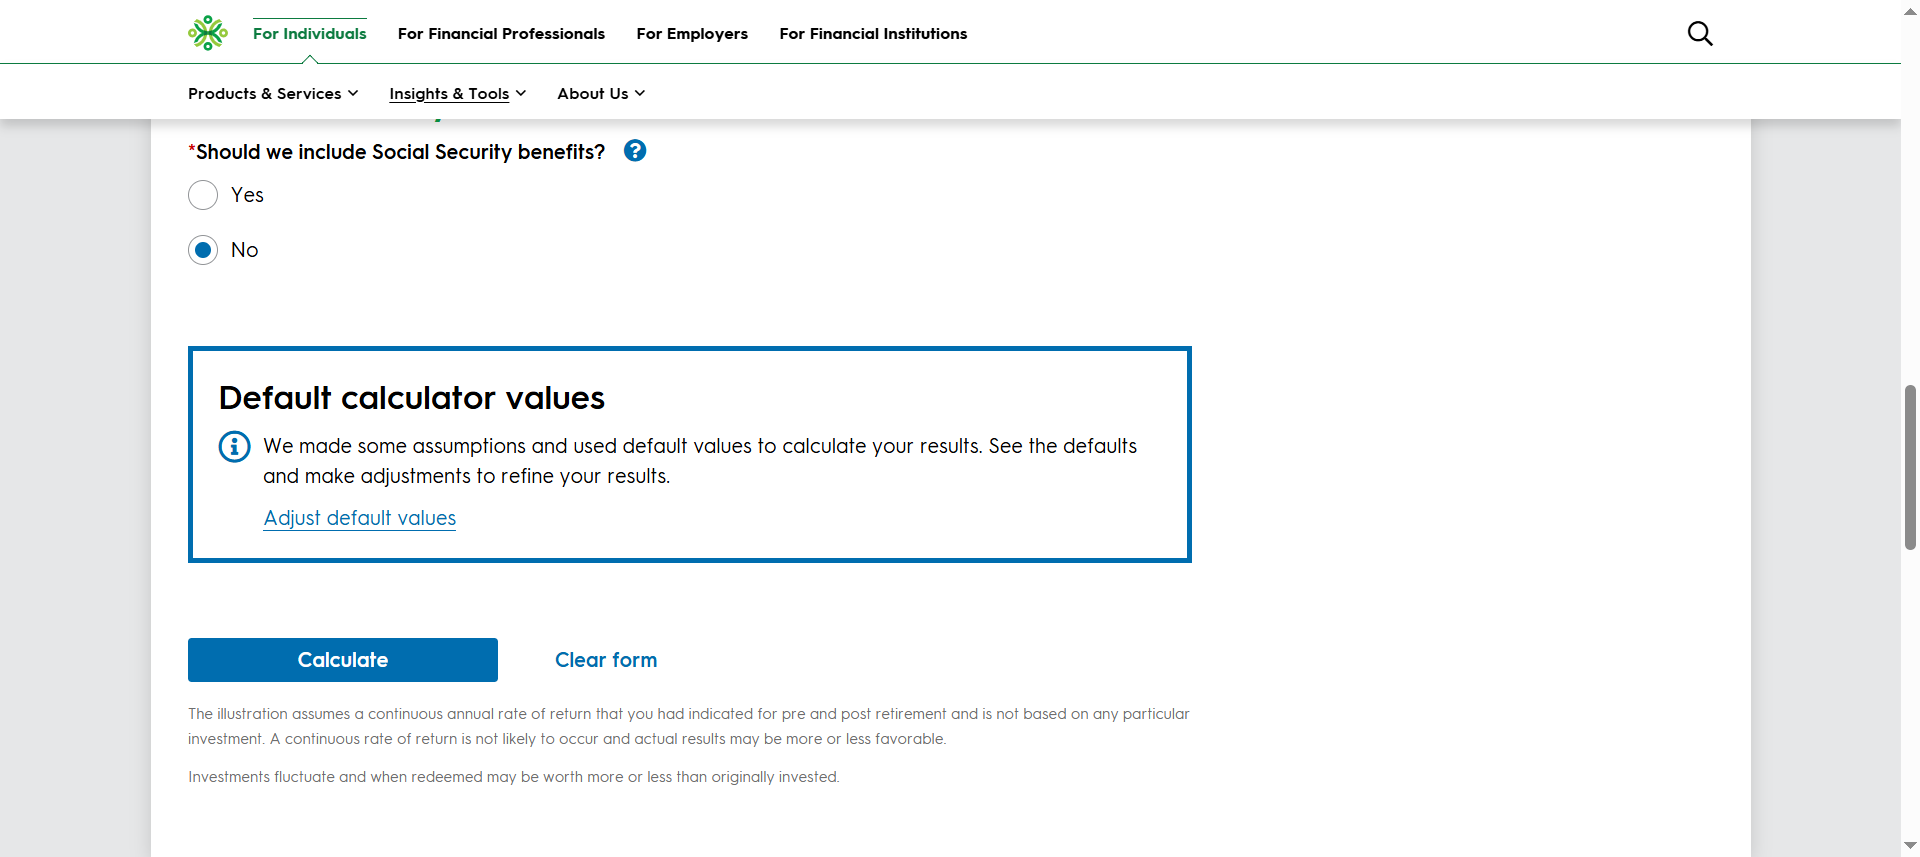 For Individuals For Financial Professionals For Employers For Financial Institutions
Products & Services Insights & Tools About Us
*Should we include Social Security benefits? ?
Yes
No
Default calculator values
We made some assumptions and used default values to calculate your results. See the defaults
and make adjustments to refine your results.
Adjust default values
Calculate Clear form
The illustration assumes a continuous annual rate of return that you had indicated for pre and post retirement and is not based on any particular
investment. A continuous rate of return is not likely to occur and actual results may be more or less favorable.
Investments fluctuate and when redeemed may be worth more or less than originally invested.